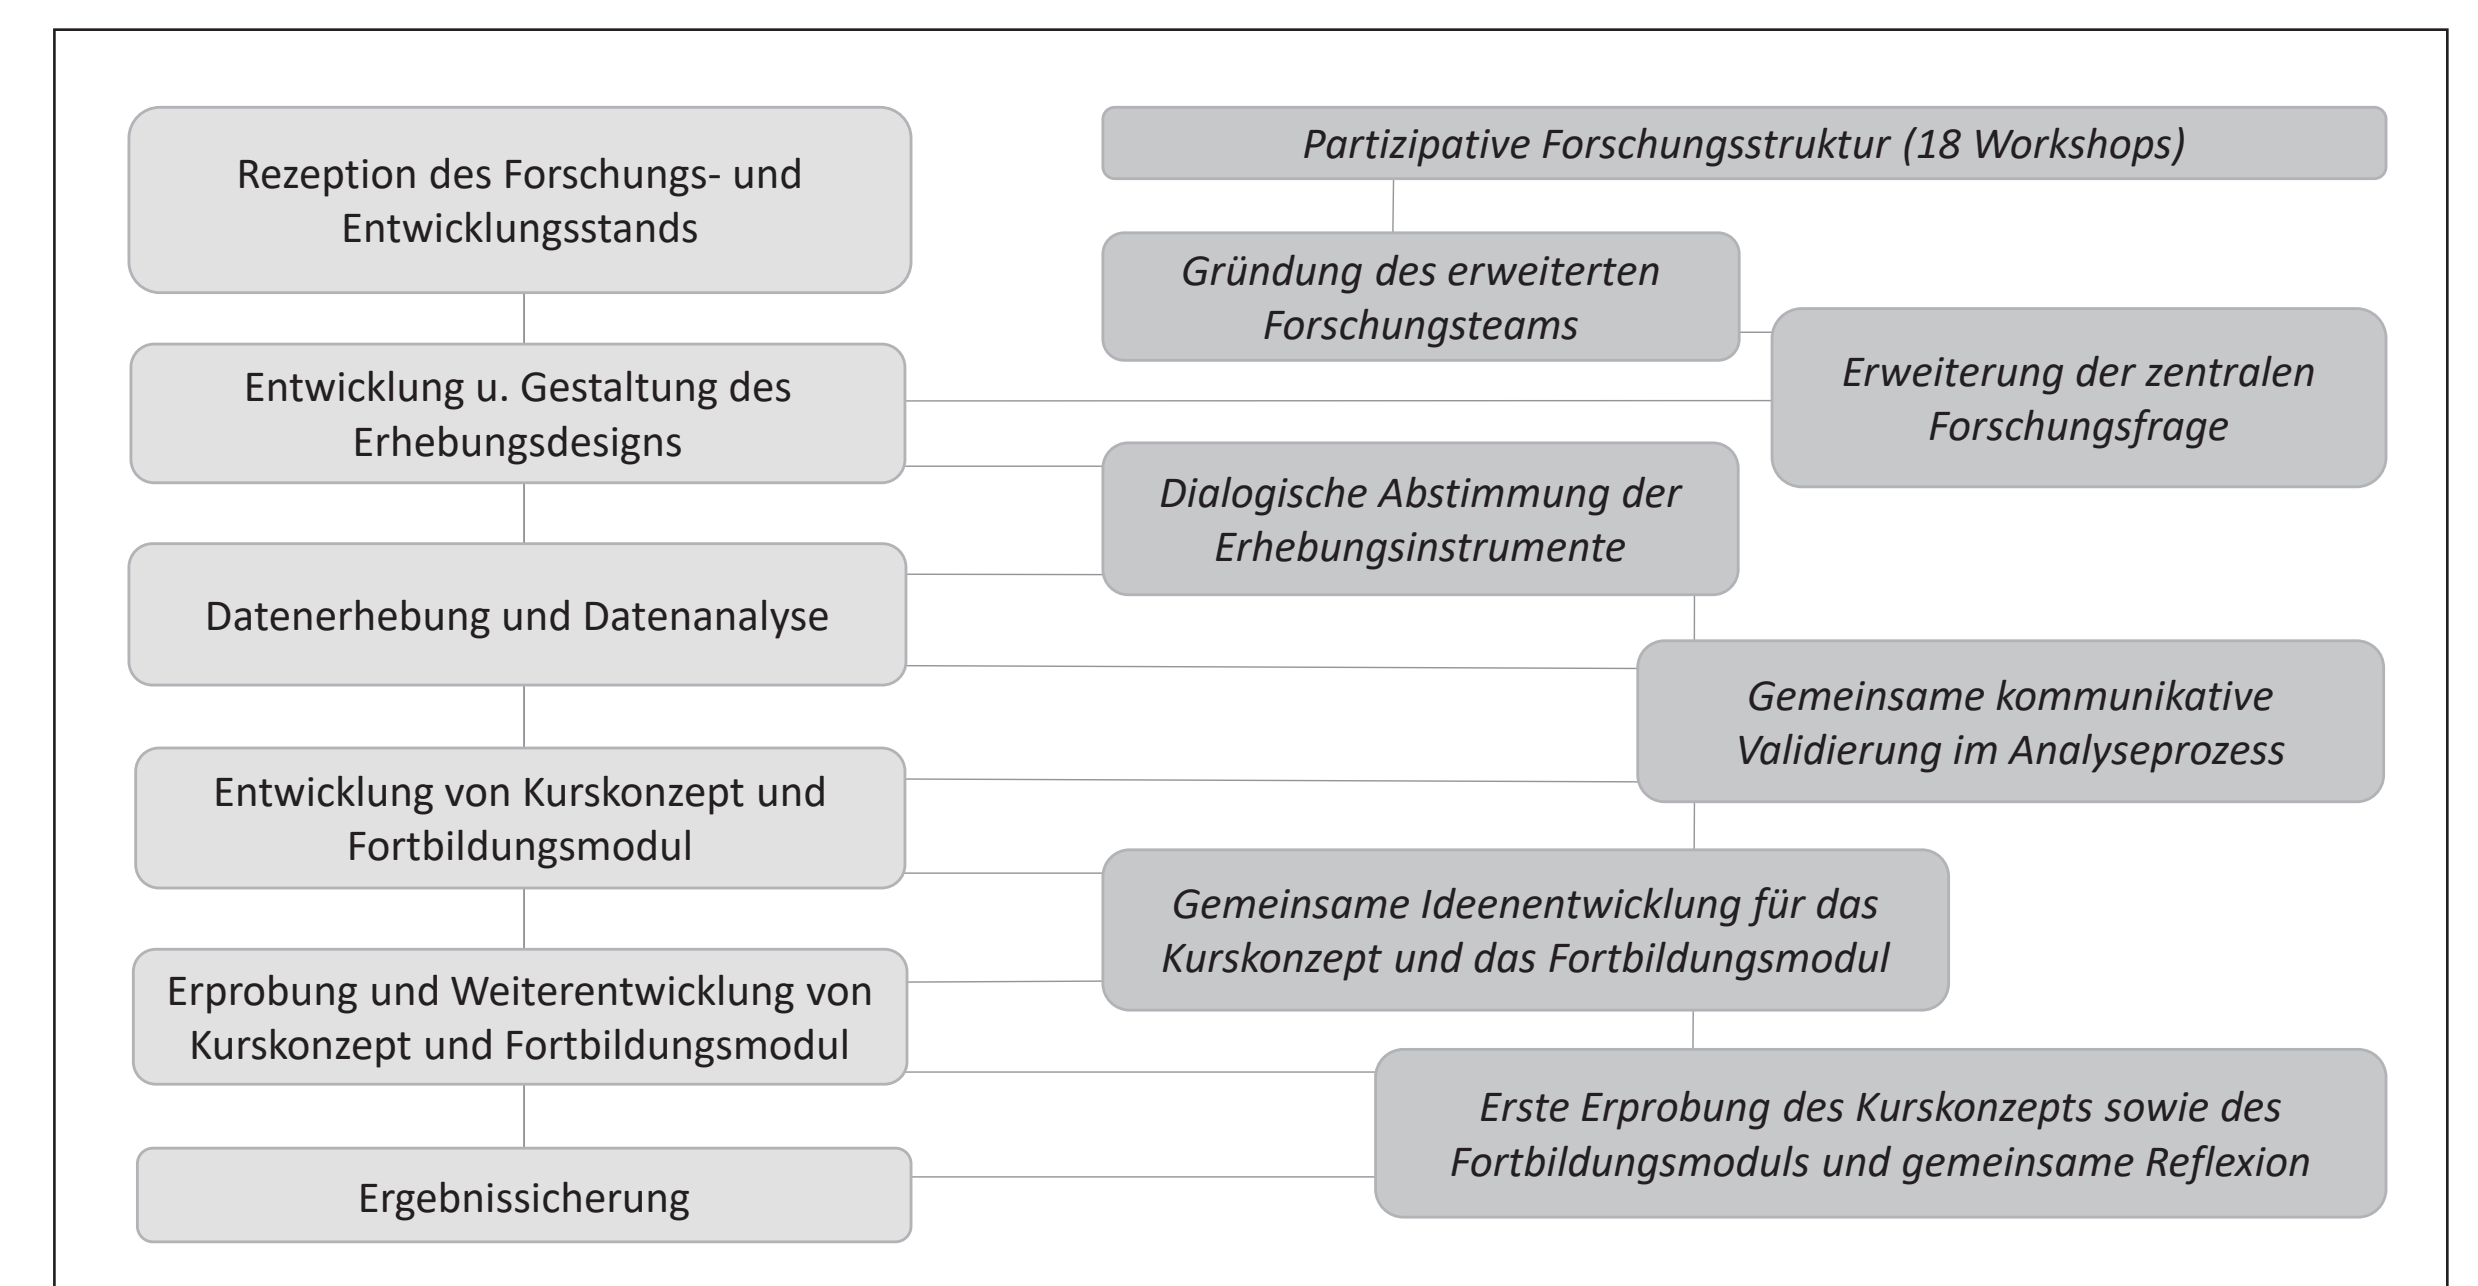 Rezeption des Forschungs- und
Entwicklungsstands
Entwicklung u. Gestaltung des
Erhebungsdesigns
Datenerhebung und Datenanalyse
Entwicklung von Kurskonzept und
Fortbildungsmodul
Erprobung und Weiterentwicklung von
Kurskonzept und Fortbildungsmodul
Ergebnissicherung
Partizipative Forschungsstruktur (18 Workshops)
Gründung des erweiterten
Forschungsteams
Erweiterung der zentralen
Forschungsfrage
Dialogische Abstimmung der
Erhebungsinstrumente
Gemeinsame kommunikative
Validierung im Analyseprozess
Gemeinsame Ideenentwicklung für das
Kurskonzept und das Fortbildungsmodul
Erste Erprobung des Kurskonzepts sowie des
Fortbildungsmoduls und gemeinsame Reflexion